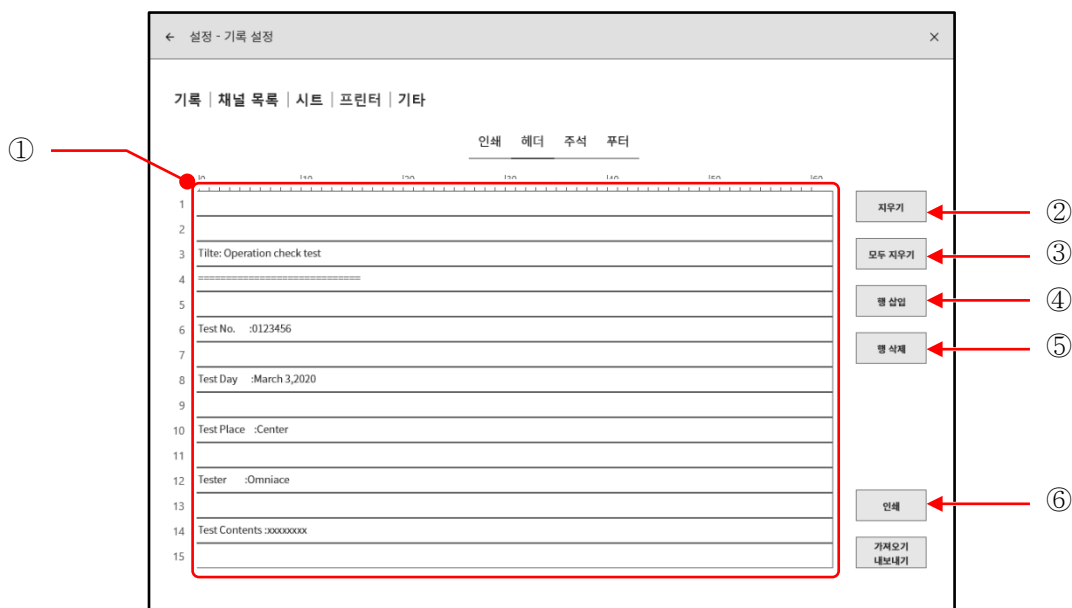 ← 설정 - 기록 설정 ×
기록 | 채널 목록 | 시트 | 프린터 | 기타
인쇄 헤더 주석 푸터
①
|0 |10 |20 |30 |40 |50 |60
1
지우기 ②
2
3 Tilte: Operation check test
모두 지우기 ③
4 =============================
5
행 삽입 ④
6 Test No. :0123456
7
행 삭제 ⑤
8 Test Day :March 3,2020
9
10 Test Place :Center
11
12 Tester :Omniace
13
인쇄 ⑥
14 Test Contents :xxxxxxxx
15
가져오기
내보내기